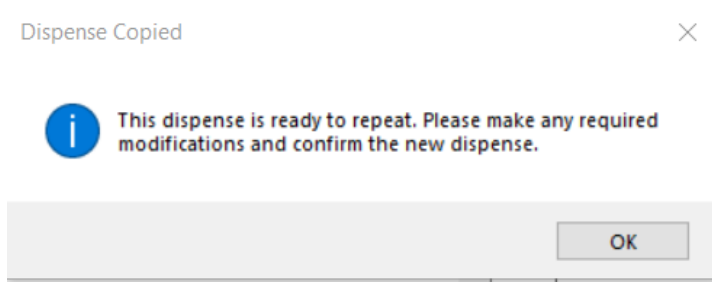 Dispense Copied
This dispense is ready to repeat. Please make any required
modifications and confirm the new dispense.
OK